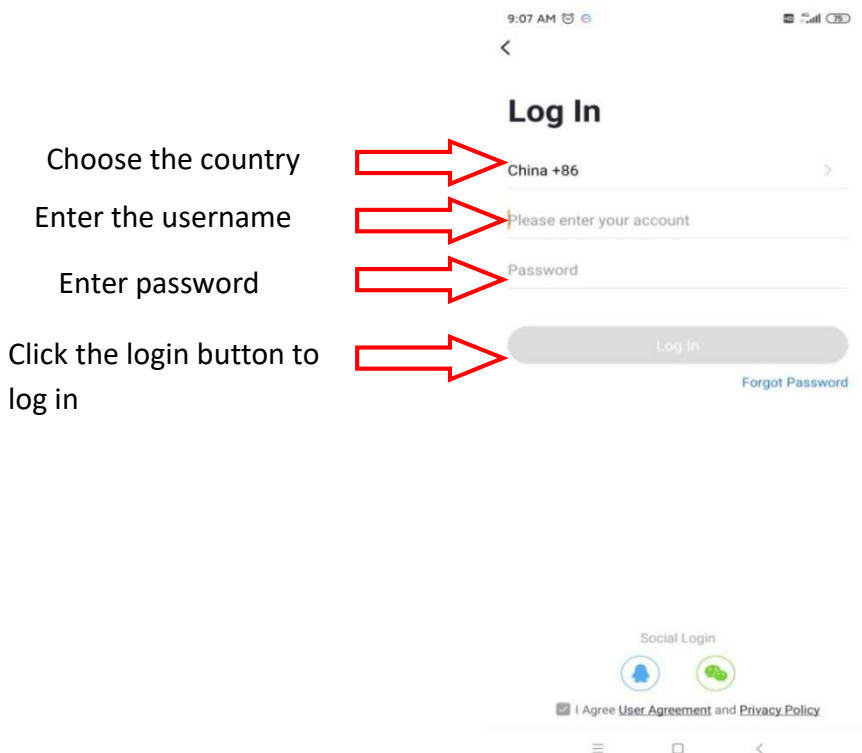 9:07 AM
75
Log In
Choose the country
China +86
Enter the username
Please enter your account
Enter password
Password
Click the login button to
log in
Log In
Forgot Password
Social Login
I Agree User Agreement and Privacy Policy